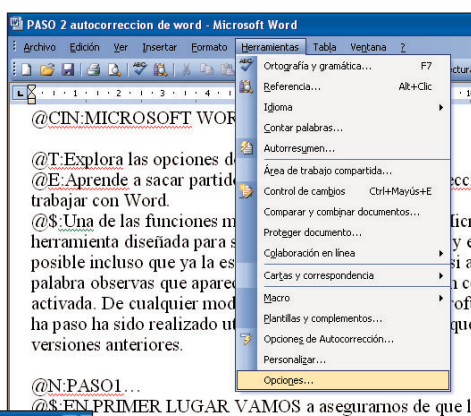 PASO 2 autocorreccion de word - Microsoft Word
Archivo Edición Ver Insertar Formato Herramientas Tabla Ventana ?
Ortografía y gramática... F7
Referencia... Alt+Clic
Idioma
Contar palabras...
Autorresumen...
Área de trabajo compartida...
Control de cambios Ctrl+Mayús+E
Comparar y combinar documentos...
Proteger documento...
Colaboración en línea
Cartas y correspondencia
Macro
Plantillas y complementos...
Opciones de Autocorrección...
Personalizar...
Opciones...
@CIN:MICROSOFT WOR
@T:Explora las opciones d
@E:Aprende a sacar partid
trabajar con Word.
@$:Una de las funciones m
herramienta diseñada para s
posible incluso que ya la es
palabra observas que aparec
activada. De cualquier mod
ha paso ha sido realizado ut
versiones anteriores.
@N:PASO1...
@$:EN PRIMER LUGAR VAMOS a asegurarnos de que h